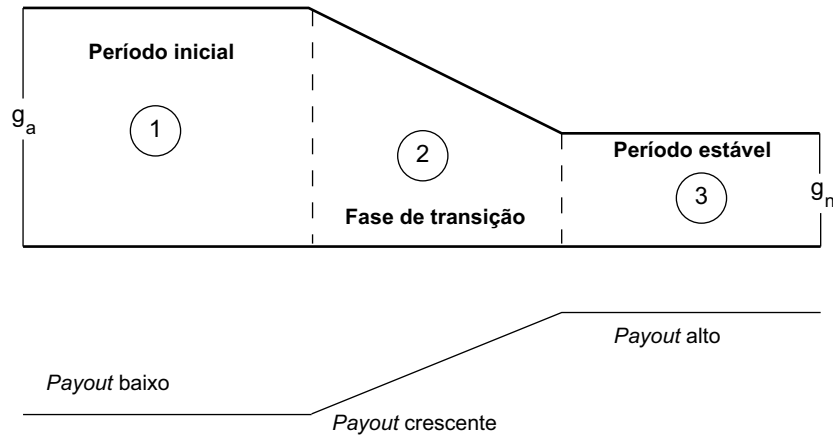 Período inicial
g_a
1
2
Período estável
g_n
3
Fase de transição
Payout alto
Payout baixo
Payout crescente